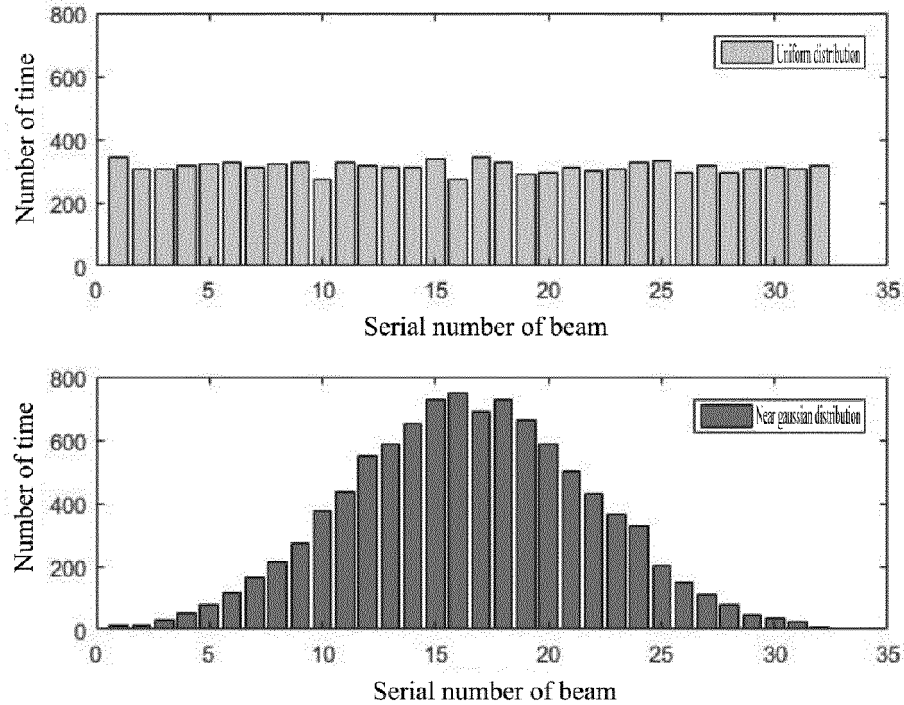 800
600
400
200
0
Number of time
Uniform distribution
0 5 10 15 20 25 30 35
Serial number of beam
800
600
400
200
0
Number of time
Near gaussian distribution
0 5 10 15 20 25 30 35
Serial number of beam